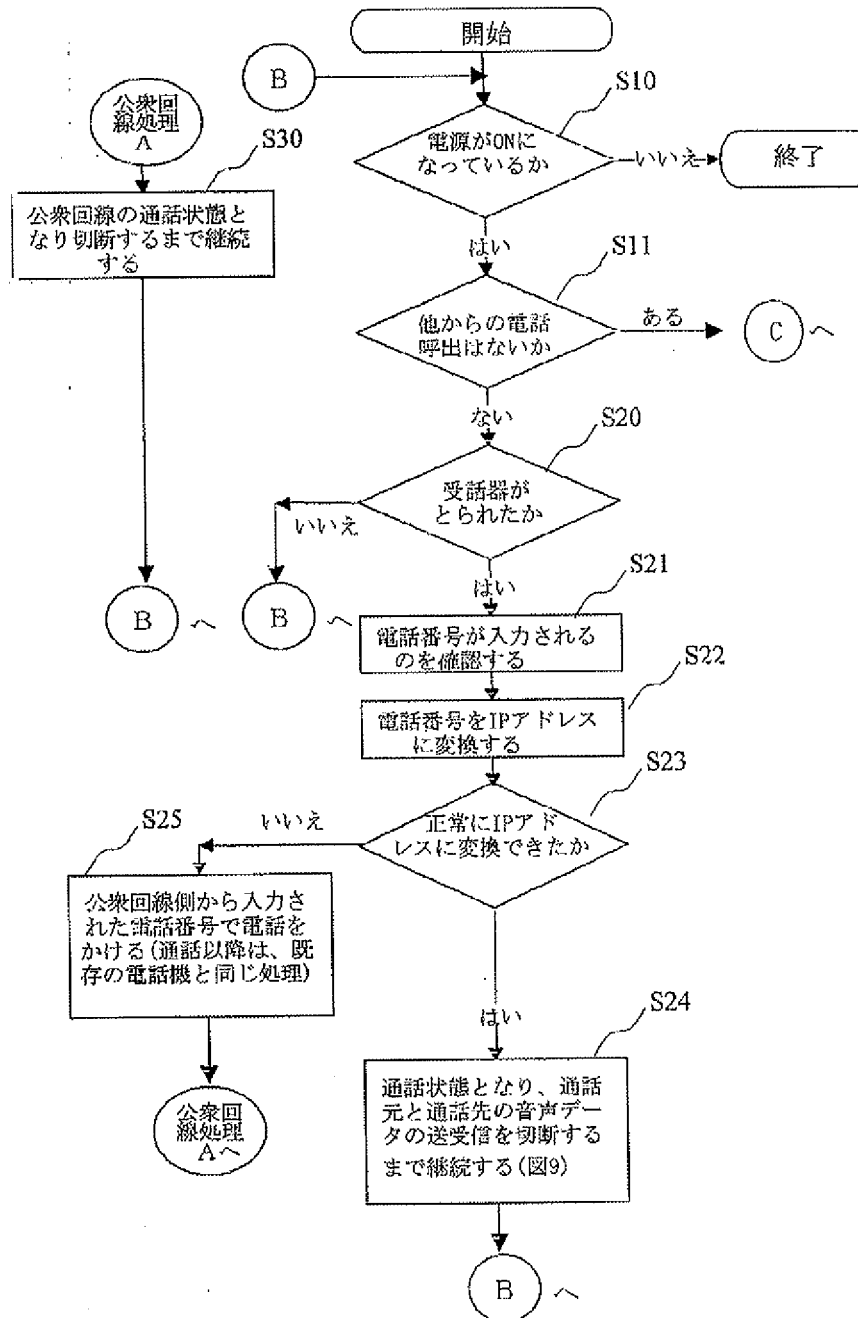 開始
B
S10
公衆回
線処理
A
電源がONに
なっているか
いいえ
終了
S30
公衆回線の通話状態と
なり切断するまで継続
する
はい
S11
他からの電話
呼出はないか
ある
C
へ
ない
S20
受話器が
とられたか
いいえ
はい
B
へ
B
へ
S21
電話番号が入力される
のを確認する
S22
電話番号をIPアドレス
に変換する
S23
正常にIPアド
レスに変換できたか
いいえ
S25
公衆回線側から入力さ
れた電話番号で電話を
かける(通話以降は、既
存の電話機と同じ処理)
はい
S24
通話状態となり、通話
元と通話先の音声デー
タの送受信を切断する
まで継続する(図9)
公衆回
線処理
Aへ
B
へ